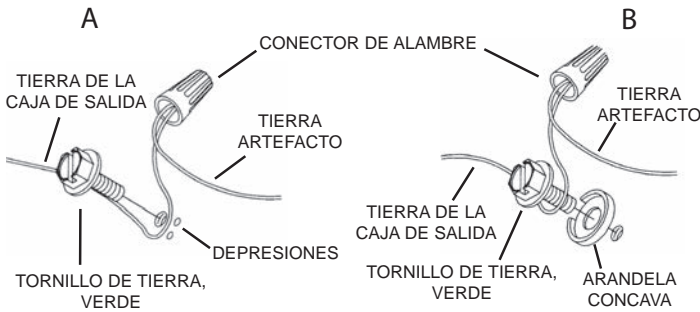 A
B
CONECTOR DE ALAMBRE
TIERRA DE LA
CAJA DE SALIDA
TIERRA
ARTEFACTO
DEPRESIONES
TORNILLO DE TIERRA,
VERDE
TIERRA
ARTEFACTO
TIERRA DE LA
CAJA DE SALIDA
TORNILLO DE TIERRA,
VERDE
ARANDELA
CONCAVA